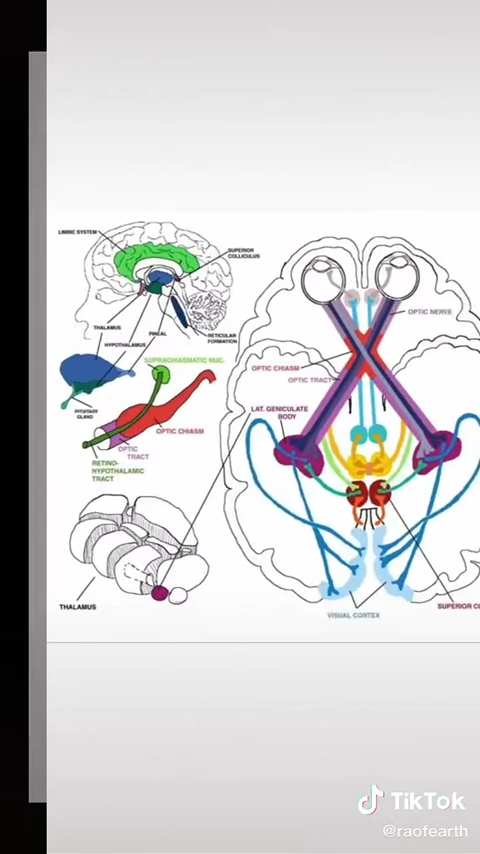 LIMBIC SYSTEM
SUPERIOR
COLLICULUS
THALAMUS
HYPOTHALAMUS
PINEAL
RETICULAR
FORMATION
PITUITARY
GLAND
SUPRACHIASMATIC NUC.
OPTIC CHIASM
OPTIC
TRACT
RETINO-
HYPOTHALAMIC
TRACT
THALAMUS
OPTIC NERVE
OPTIC CHIASM
OPTIC TRACT
LAT. GENICULATE
BODY
SUPERIOR
VISUAL CORTEX
TikTok
@raofearth